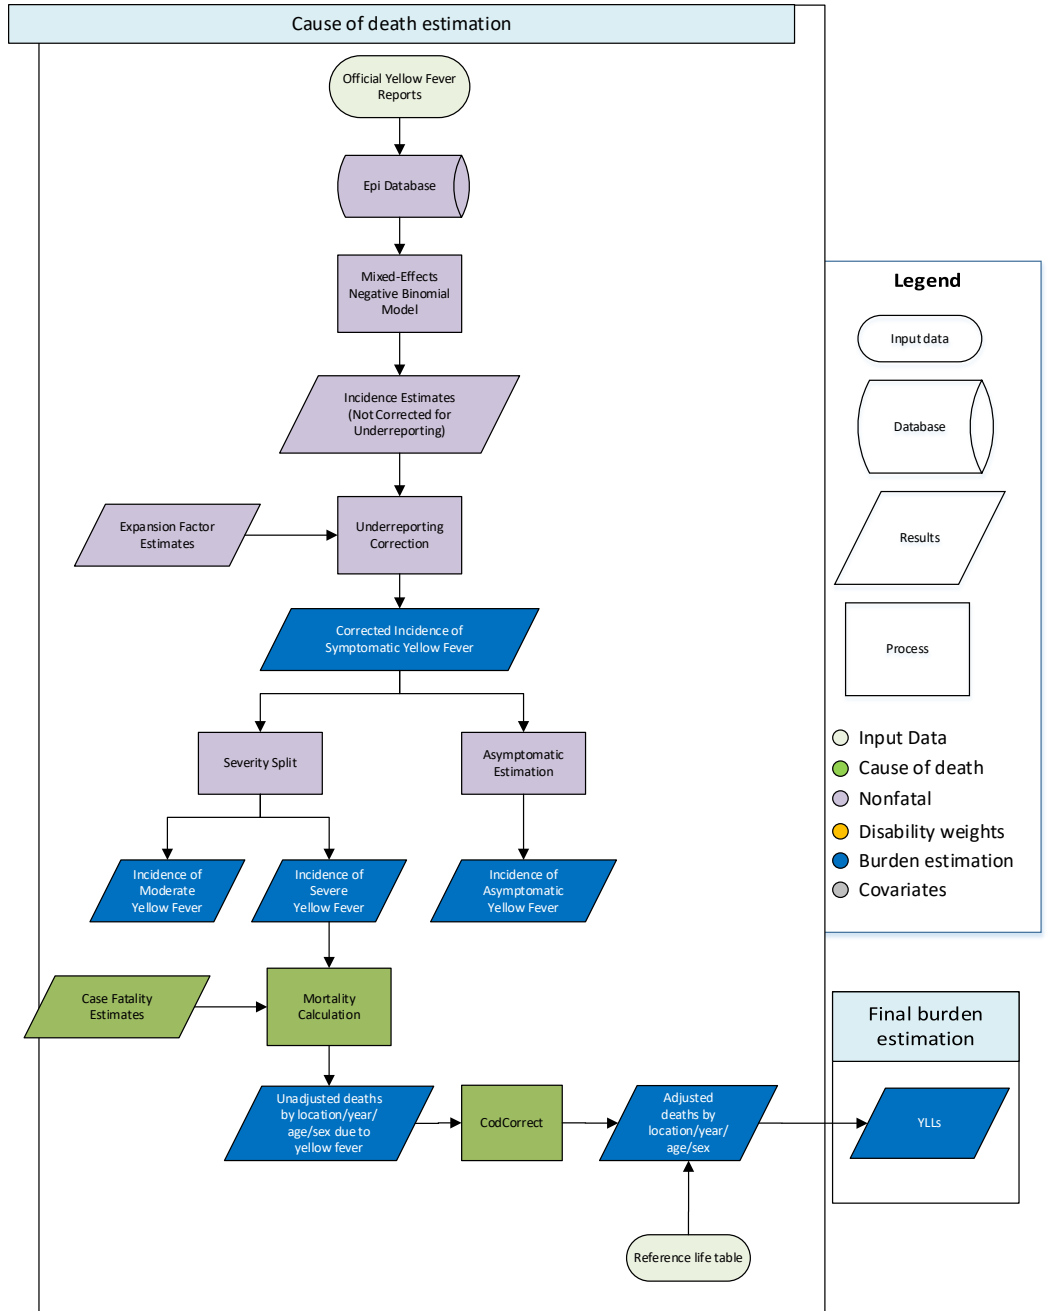 Cause of death estimation
Official Yellow Fever
Reports
Epi Database
Mixed-Effects
Negative Binomial
Model
Incidence Estimates
(Not Corrected for
Underreporting)
Expansion Factor
Estimates
Underreporting
Correction
Corrected Incidence of
Symptomatic Yellow Fever
Severity Split
Asymptomatic
Estimation
Incidence of
Moderate
Yellow Fever
Incidence of
Severe
Yellow Fever
Incidence of
Asymptomatic
Yellow Fever
Case Fatality
Estimates
Mortality
Calculation
Unadjusted deaths
by location/year/
age/sex due to
yellow fever
CodCorrect
Adjusted
deaths by
location/year/
age/sex
Reference life table
Legend
Input data
Database
Results
Process
Input Data
Cause of death
Nonfatal
Disability weights
Burden estimation
Covariates
Final burden
estimation
YLLs